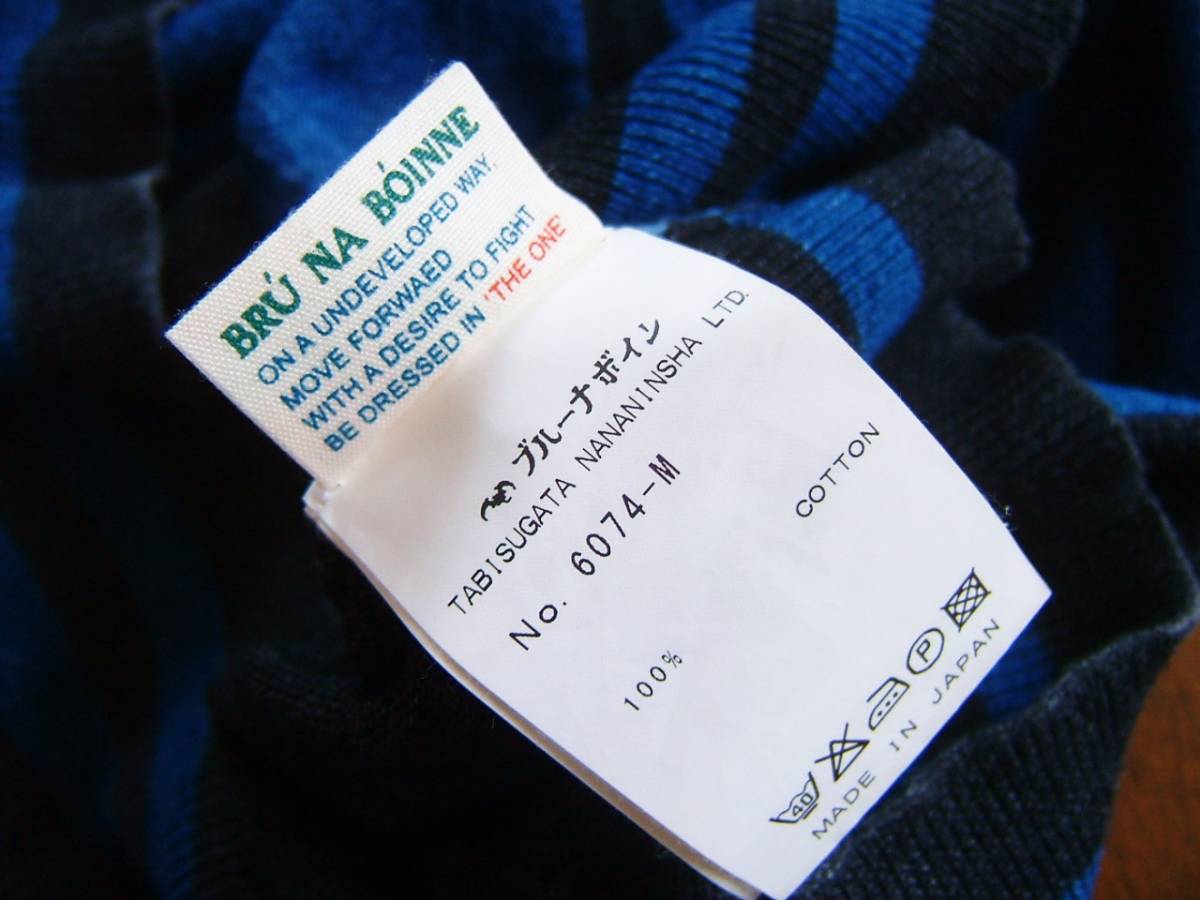 BRÚ NA BÓINNE
ON A UNDEVELOPED WAY.
MOVE FORWAED
WITH A DESIRE TO FIGHT
BE DRESSED IN 'THE ONE'
ブルーナボイン
TABISUGATA NANANINSHA LTD.
No. 6074-M
100% COTTON
40 P
MADE IN JAPAN